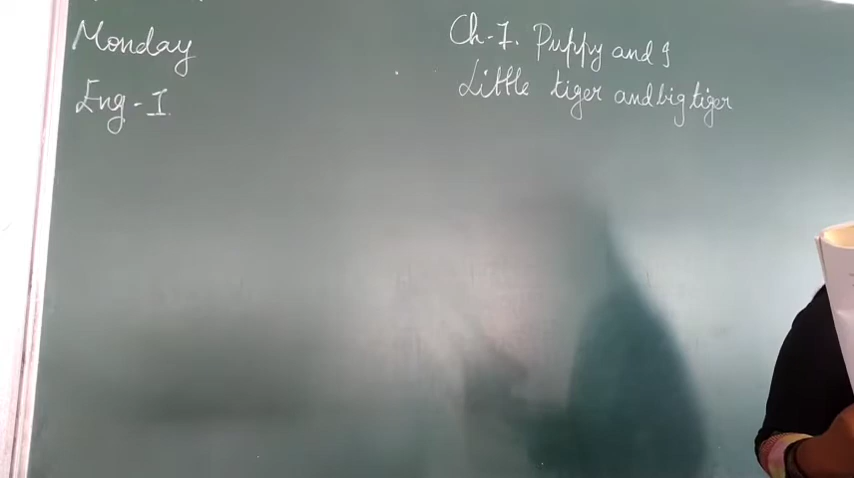 Monday
Eng-I
Ch-7. Puppy and I
Little tiger and big tiger